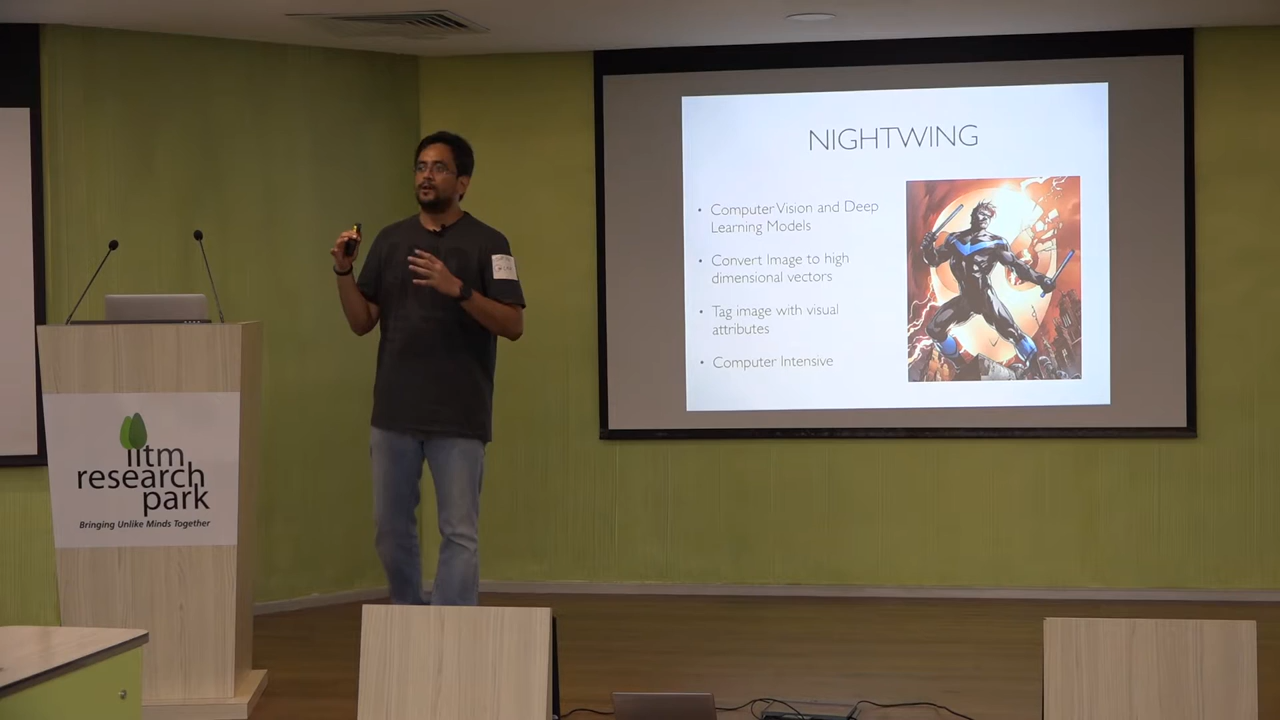 NIGHTWING
• Computer Vision and Deep
Learning Models
• Convert Image to high
dimensional vectors
• Tag image with visual
attributes
• Computer Intensive
iitm
research
park
Bringing Unlike Minds Together